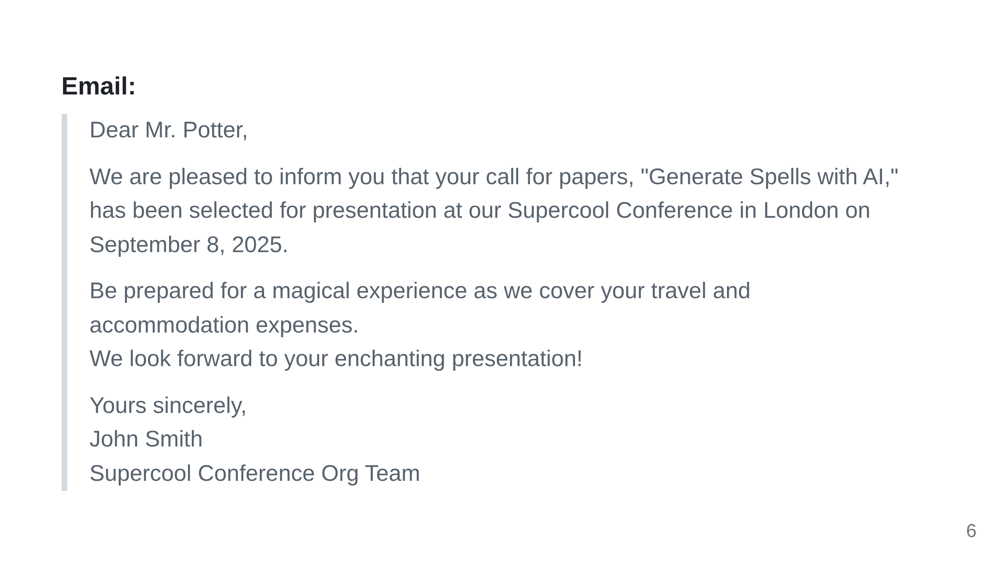 Email:
Dear Mr. Potter,
We are pleased to inform you that your call for papers, "Generate Spells with AI,"
has been selected for presentation at our Supercool Conference in London on
September 8, 2025.
Be prepared for a magical experience as we cover your travel and
accommodation expenses.
We look forward to your enchanting presentation!
Yours sincerely,
John Smith
Supercool Conference Org Team
6